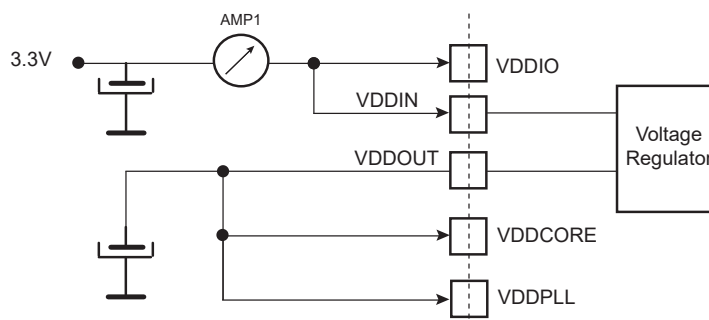 AMP1
3.3V
VDDIO
VDDIN
VDDOUT
Voltage
Regulator
VDDCORE
VDDPLL